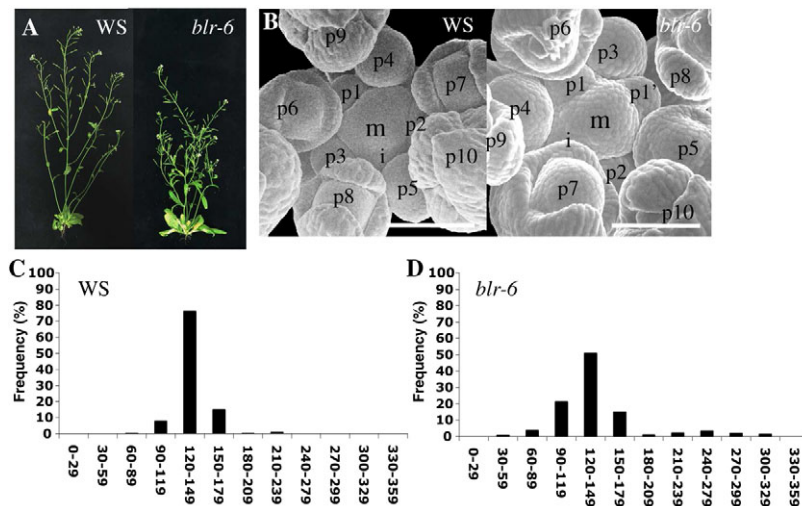 A
WS
blr-6
B
WS
blr-6
p9
p4
p1
p7
p6
m
p2
p3
i
p10
p8
p5
p6
p3
p8
p1
p1'
p4
m
p9
i
p5
p7
p2
p10
C
WS
Frequency (%)
100
90
80
70
60
50
40
30
20
10
0
0-29
30-59
60-89
90-119
120-149
150-179
180-209
210-239
240-279
270-299
300-329
330-359
D
blr-6
Frequency (%)
100
90
80
70
60
50
40
30
20
10
0
0-29
30-59
60-89
90-119
120-149
150-179
180-209
210-239
240-279
270-299
300-329
330-359